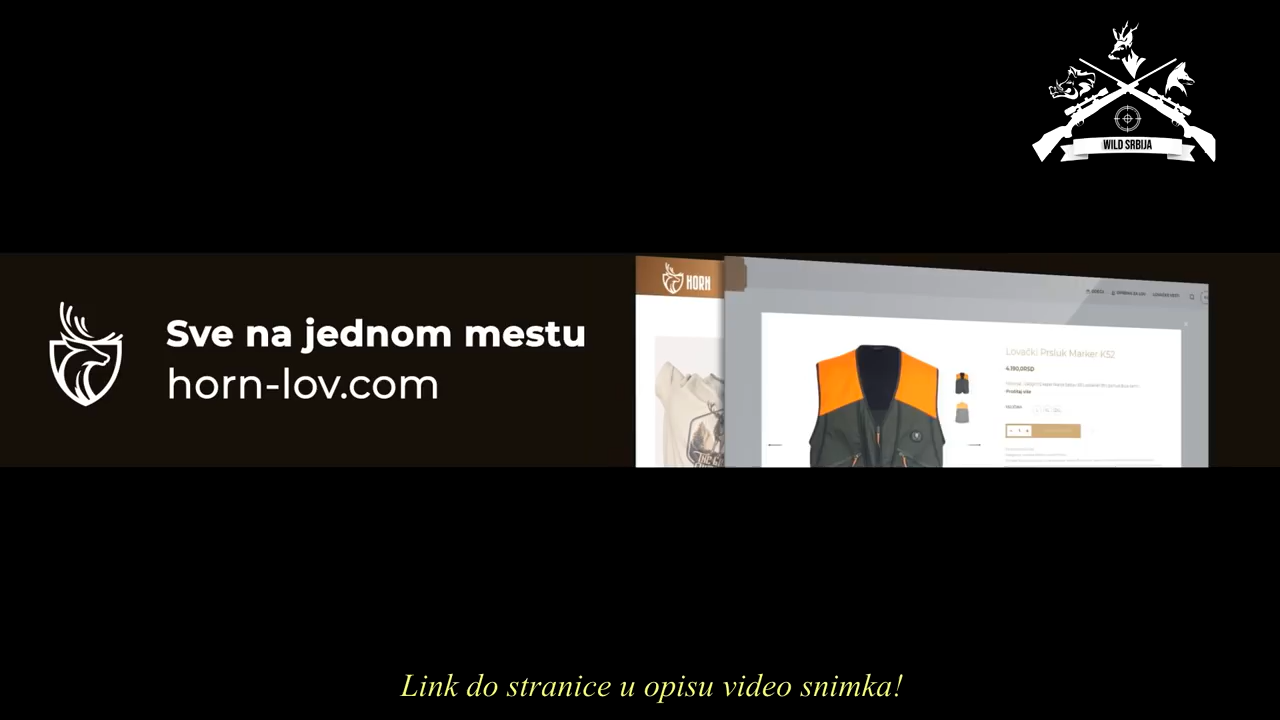 WILD SRBIJA
Sve na jednom mestu
horn-lov.com
HORN
Lovački Prsluk Marker K52
4.190,00RSD
Link do stranice u opisu video snimka!